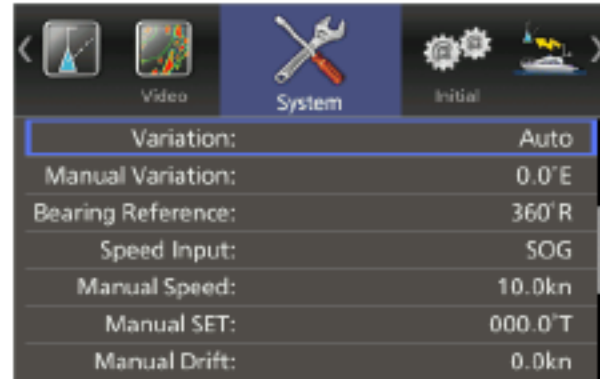 Video System Initial
Variation: Auto
Manual Variation: 0.0°E
Bearing Reference: 360°R
Speed Input: SOG
Manual Speed: 10.0kn
Manual SET: 000.0°T
Manual Drift: 0.0kn